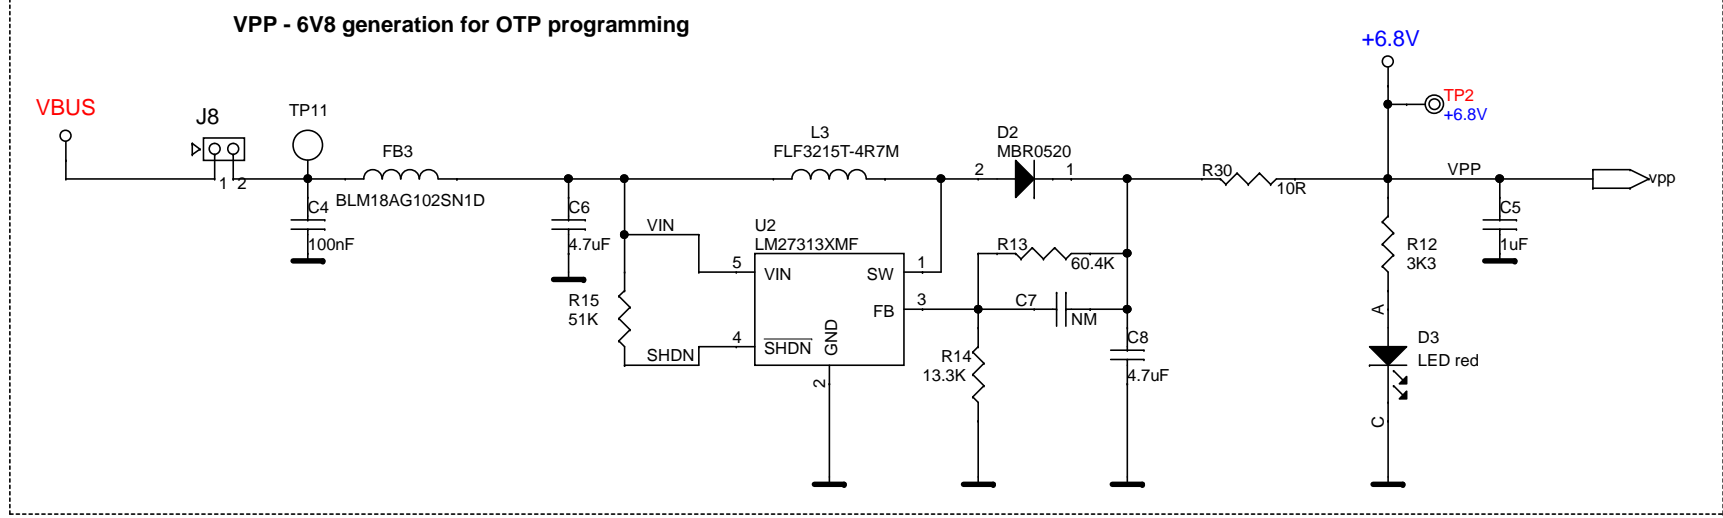 VPP - 6V8 generation for OTP programming
+6.8V
VBUS
J8
TP11
TP2
+6.8V
FB3
L3
FLF3215T-4R7M
D2
MBR0520
1 2
2
1
R30
10R
VPP
vpp
BLM18AG102SN1D
C4
100nF
C6
4.7uF
VIN
U2
LM27313XMF
5
VIN
SW
1
R13
60.4K
C5
1uF
R12
3K3
R15
51K
FB
3
C7
NM
A
SHDN
4
SHDN
GND
2
R14
13.3K
C8
4.7uF
D3
LED red
C